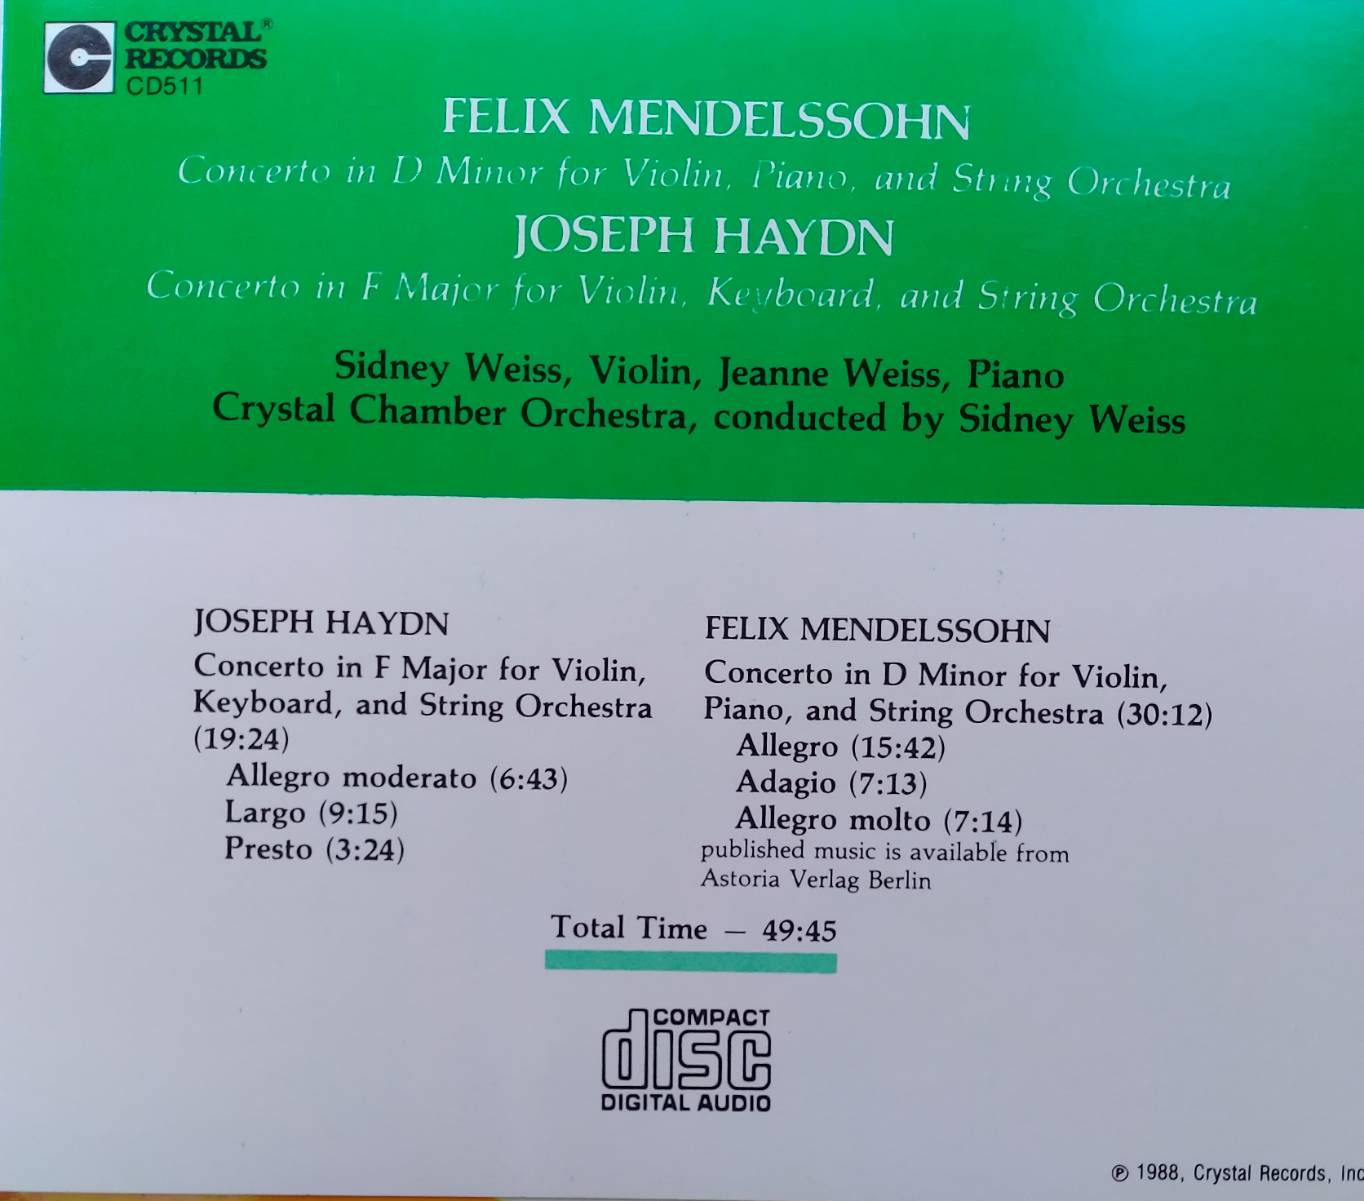 CRYSTAL®
RECORDS
CD511
FELIX MENDELSSOHN
Concerto in D Minor for Violin, Piano, and String Orchestra
JOSEPH HAYDN
Concerto in F Major for Violin, Keyboard, and String Orchestra
Sidney Weiss, Violin, Jeanne Weiss, Piano
Crystal Chamber Orchestra, conducted by Sidney Weiss
JOSEPH HAYDN
Concerto in F Major for Violin,
Keyboard, and String Orchestra
(19:24)
Allegro moderato (6:43)
Largo (9:15)
Presto (3:24)
FELIX MENDELSSOHN
Concerto in D Minor for Violin,
Piano, and String Orchestra (30:12)
Allegro (15:42)
Adagio (7:13)
Allegro molto (7:14)
published music is available from
Astoria Verlag Berlin
Total Time – 49:45
COMPACT
disc
DIGITAL AUDIO
℗ 1988, Crystal Records, Inc